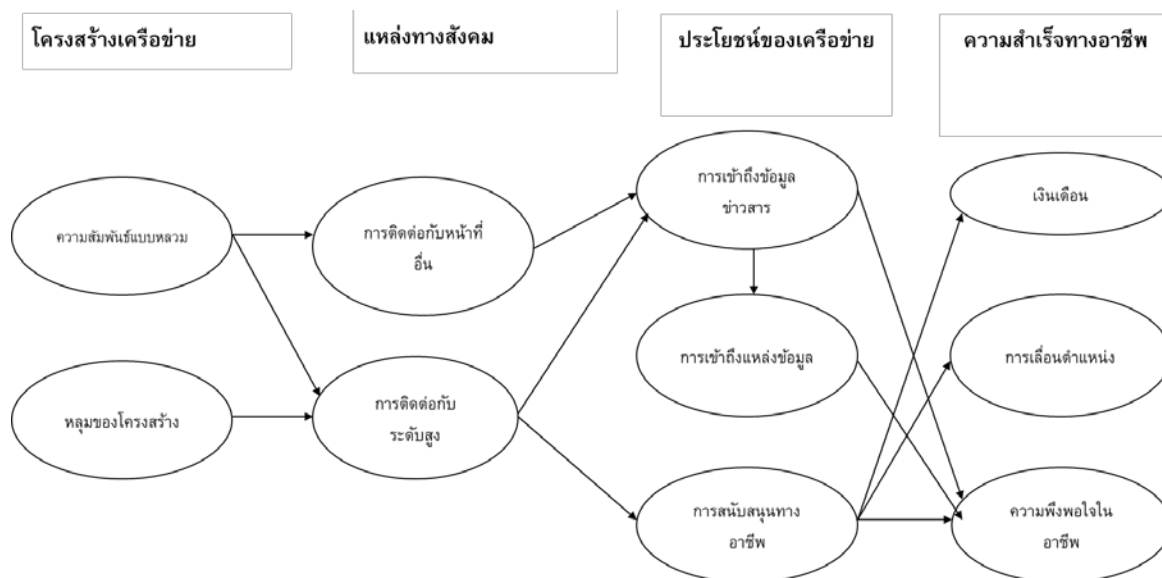 โครงสร้างเครือข่าย
แหล่งทางสังคม
ประโยชน์ของเครือข่าย
ความสำเร็จทางอาชีพ
ความสัมพันธ์แบบหลวม
หลุมของโครงสร้าง
การติดต่อกับหน้าที่
อื่น
การติดต่อกับ
ระดับสูง
การเข้าถึงข้อมูล
ข่าวสาร
การเข้าถึงแหล่งข้อมูล
การสนับสนุนทาง
อาชีพ
เงินเดือน
การเลื่อนตำแหน่ง
ความพึงพอใจใน
อาชีพ